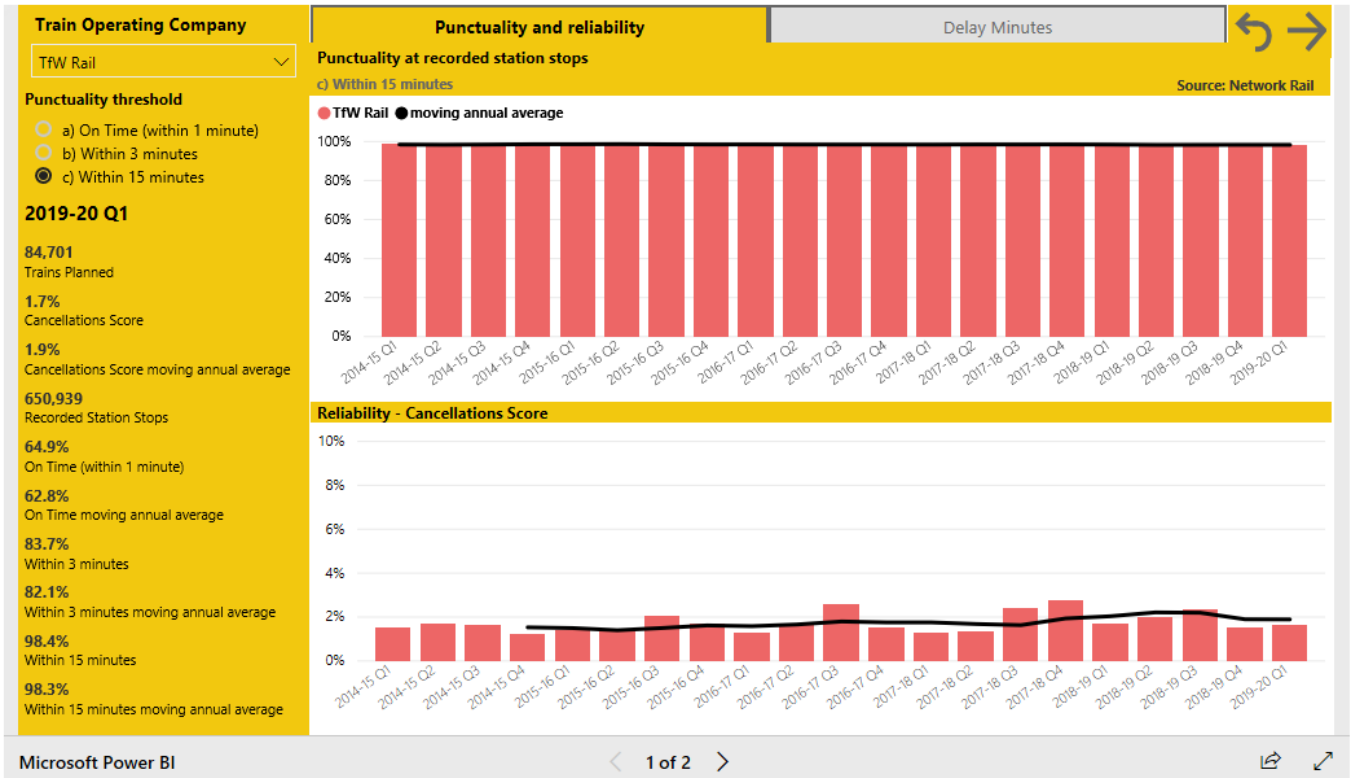 Train Operating Company
TfW Rail
Punctuality threshold
a) On Time (within 1 minute)
b) Within 3 minutes
c) Within 15 minutes
2019-20 Q1
84,701
Trains Planned
1.7%
Cancellations Score
1.9%
Cancellations Score moving annual average
650,939
Recorded Station Stops
64.9%
On Time (within 1 minute)
62.8%
On Time moving annual average
83.7%
Within 3 minutes
82.1%
Within 3 minutes moving annual average
98.4%
Within 15 minutes
98.3%
Within 15 minutes moving annual average
Punctuality and reliability
Delay Minutes
Punctuality at recorded station stops
c) Within 15 minutes
Source: Network Rail
TfW Rail moving annual average
100%
80%
60%
40%
20%
0%
2014-15 Q1 2014-15 Q2 2014-15 Q3 2014-15 Q4 2015-16 Q1 2015-16 Q2 2015-16 Q3 2015-16 Q4 2016-17 Q1 2016-17 Q2 2016-17 Q3 2016-17 Q4 2017-18 Q1 2017-18 Q2 2017-18 Q3 2017-18 Q4 2018-19 Q1 2018-19 Q2 2018-19 Q3 2018-19 Q4 2019-20 Q1
Reliability - Cancellations Score
10%
8%
6%
4%
2%
0%
2014-15 Q1 2014-15 Q2 2014-15 Q3 2014-15 Q4 2015-16 Q1 2015-16 Q2 2015-16 Q3 2015-16 Q4 2016-17 Q1 2016-17 Q2 2016-17 Q3 2016-17 Q4 2017-18 Q1 2017-18 Q2 2017-18 Q3 2017-18 Q4 2018-19 Q1 2018-19 Q2 2018-19 Q3 2018-19 Q4 2019-20 Q1
Microsoft Power BI
1 of 2